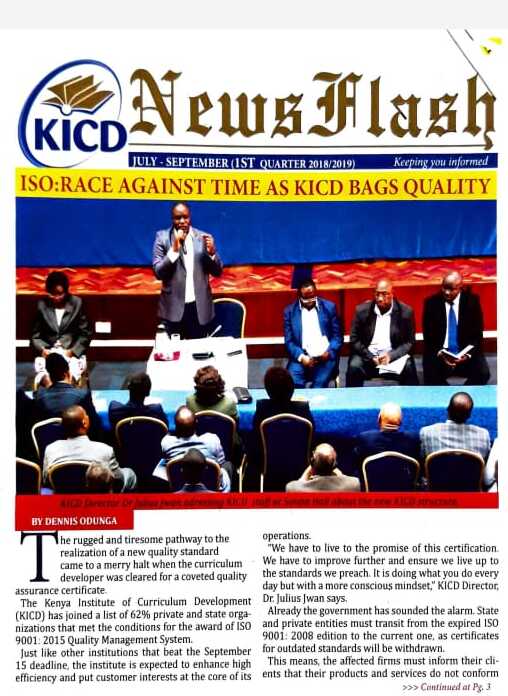 KICD
NewsFlash
JULY - SEPTEMBER (1ST QUARTER 2018/2019)
Keeping you informed
ISO:RACE AGAINST TIME AS KICD BAGS QUALITY
KICD Director Dr Julius Jwan adressing KICD staff at Semba Hall about the new KICD structure.
BY DENNIS ODUNGA
The rugged and tiresome pathway to the
realization of a new quality standard
came to a merry halt when the curriculum
developer was cleared for a coveted quality
assurance certificate.
The Kenya Institute of Curriculum Development
(KICD) has joined a list of 62% private and state orga-
nizations that met the conditions for the award of ISO
9001: 2015 Quality Management System.
Just like other institutions that beat the September
15 deadline, the institute is expected to enhance high
efficiency and put customer interests at the core of its
operations.
"We have to live to the promise of this certification.
We have to improve further and ensure we live up to
the standards we preach. It is doing what you do every
day but with a more conscious mindset," KICD Director,
Dr. Julius Jwan says.
Already the government has sounded the alarm. State
and private entities must transit from the expired ISO
9001: 2008 edition to the current one, as certificates
for outdated standards will be withdrawn.
This means, the affected firms must inform their cli-
ents that their products and services do not conform
>>> Continued at Pg. 3